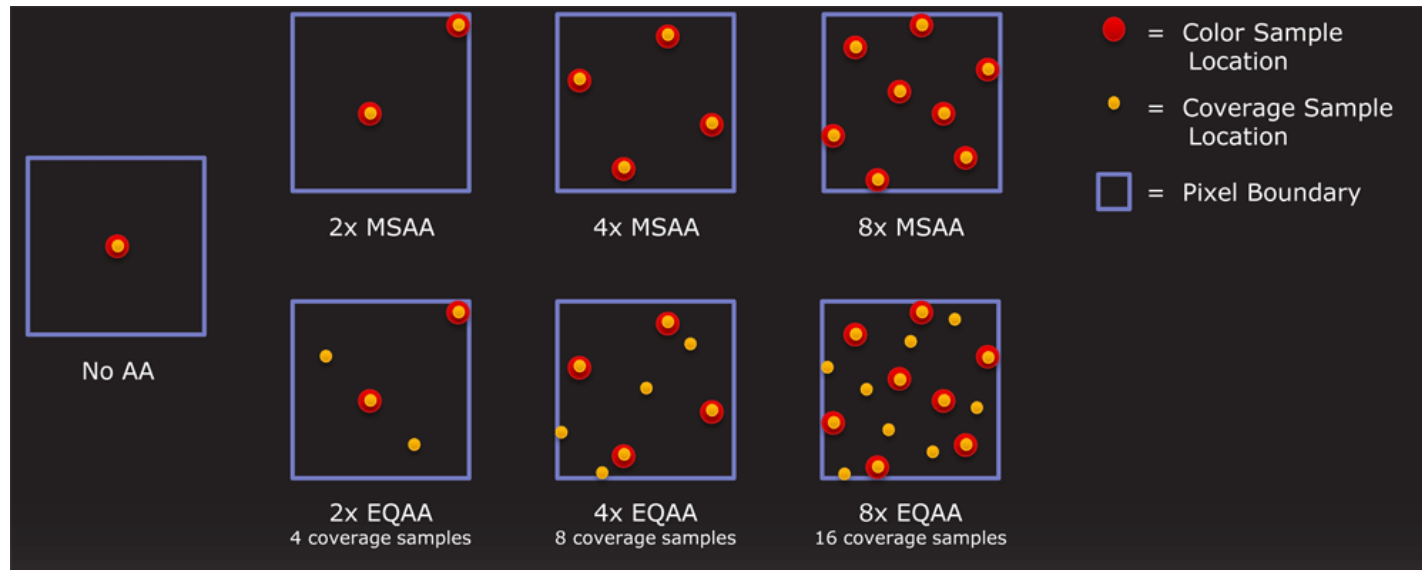 = Color Sample
Location
= Coverage Sample
Location
= Pixel Boundary
No AA
2x MSAA
4x MSAA
8x MSAA
2x EQAA
4 coverage samples
4x EQAA
8 coverage samples
8x EQAA
16 coverage samples